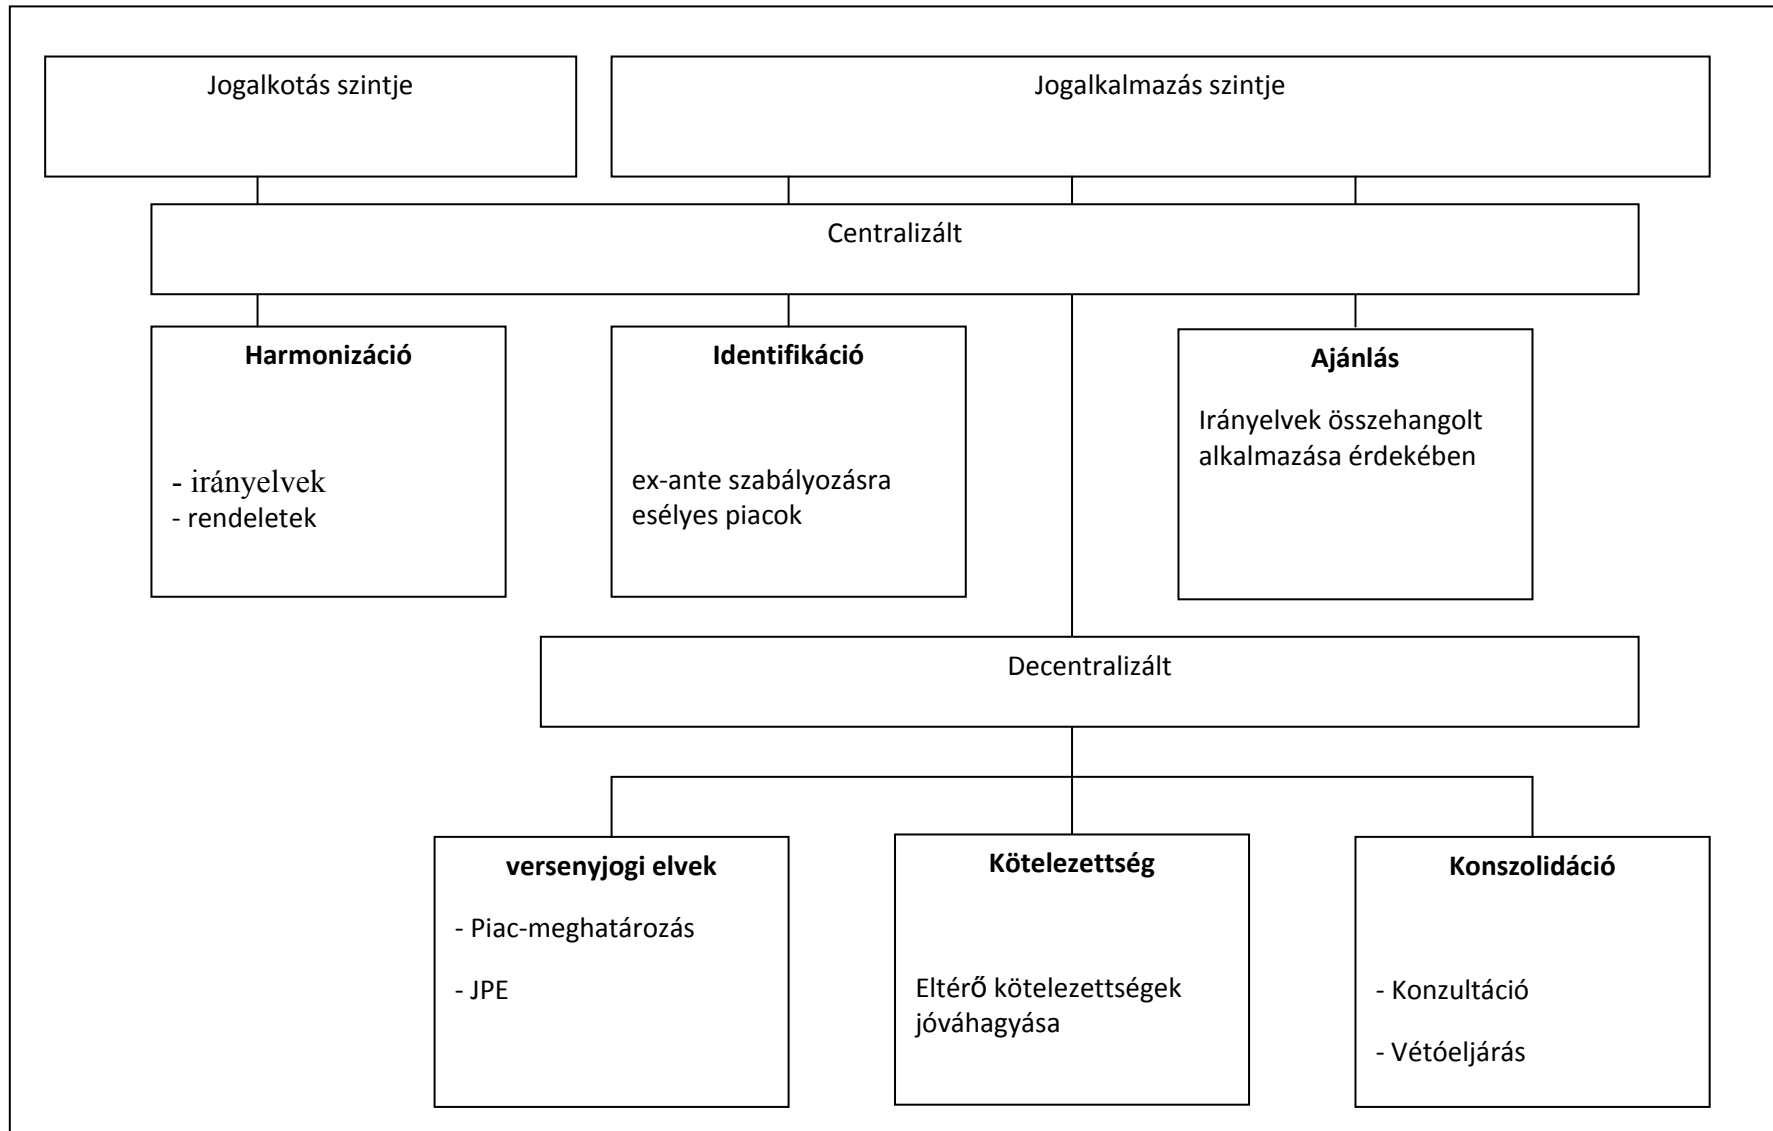 Jogalkotás szintje
Jogalkalmazás szintje
Centralizált
Harmonizáció
- irányelvek
- rendeletek
Identifikáció
ex-ante szabályozásra
esélyes piacok
Ajánlás
Irányelvek összehangolt
alkalmazása érdekében
Decentralizált
versenyjogi elvek
- Piac-meghatározás
- JPE
Kötelezettség
Eltérő kötelezettségek
jóváhagyása
Konszolidáció
- Konzultáció
- Vétóeljárás